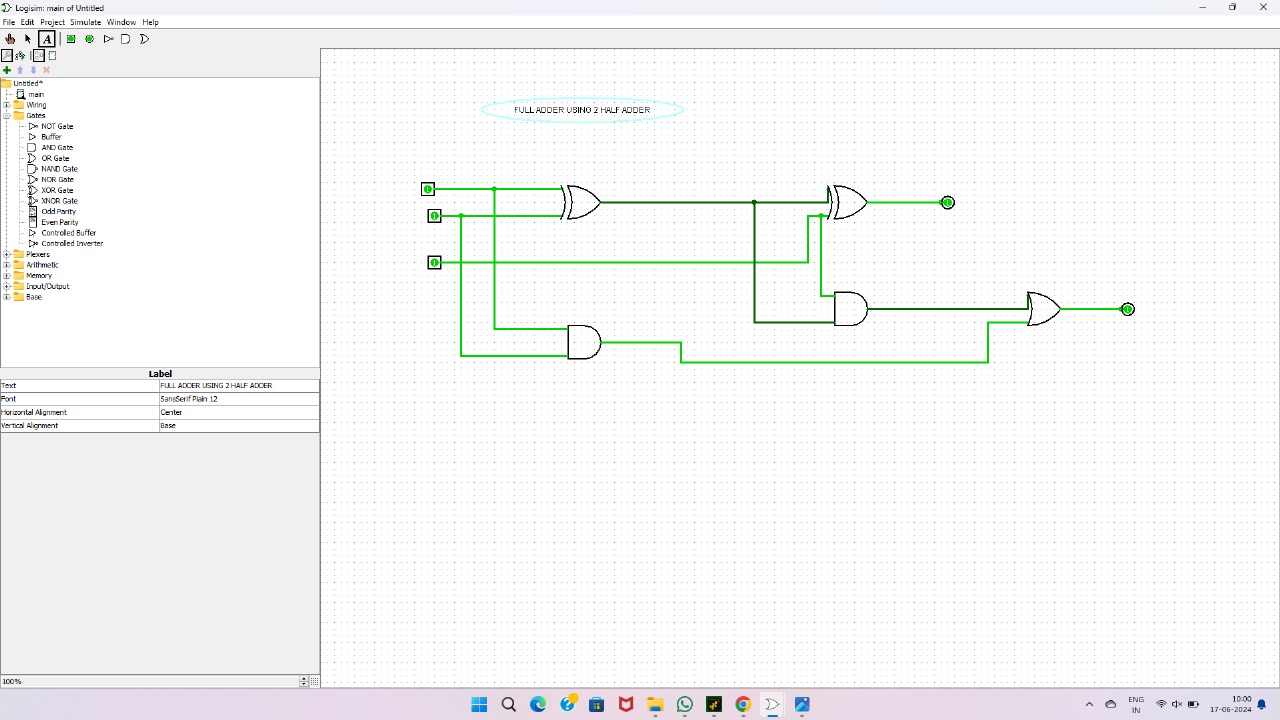 Logisim: main of Untitled
File Edit Project Simulate Window Help
A
Untitled*
main
Wiring
Gates
NOT Gate
Buffer
AND Gate
OR Gate
NAND Gate
NOR Gate
XOR Gate
XNOR Gate
Odd Parity
Even Parity
Controlled Buffer
Controlled Inverter
Plexers
Arithmetic
Memory
Input/Output
Base
Label
Text FULL ADDER USING 2 HALF ADDER
Font SansSerif Plain 12
Horizontal Alignment Center
Vertical Alignment Base
100%
FULL ADDER USING 2 HALF ADDER
1
1
1
1
1
ENG
IN
10:00
17-06-2024